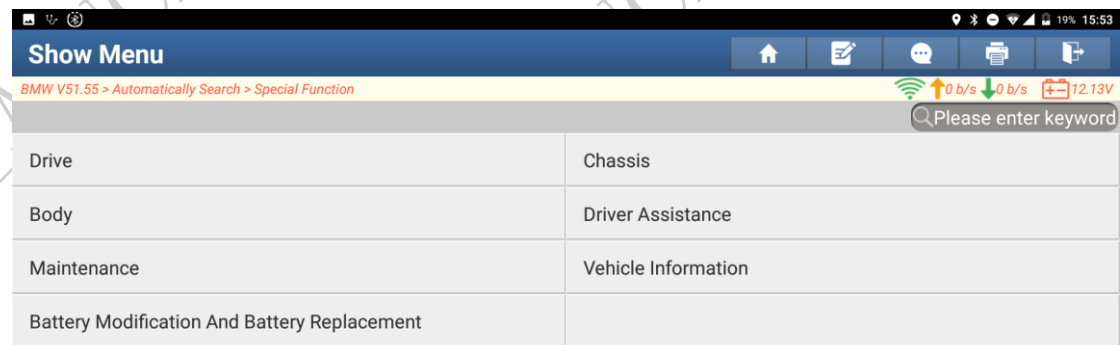 19% 15:53
Show Menu
BMW V51.55 > Automatically Search > Special Function
0 b/s 0 b/s 12.13V
Please enter keyword
Drive Chassis
Body Driver Assistance
Maintenance Vehicle Information
Battery Modification And Battery Replacement